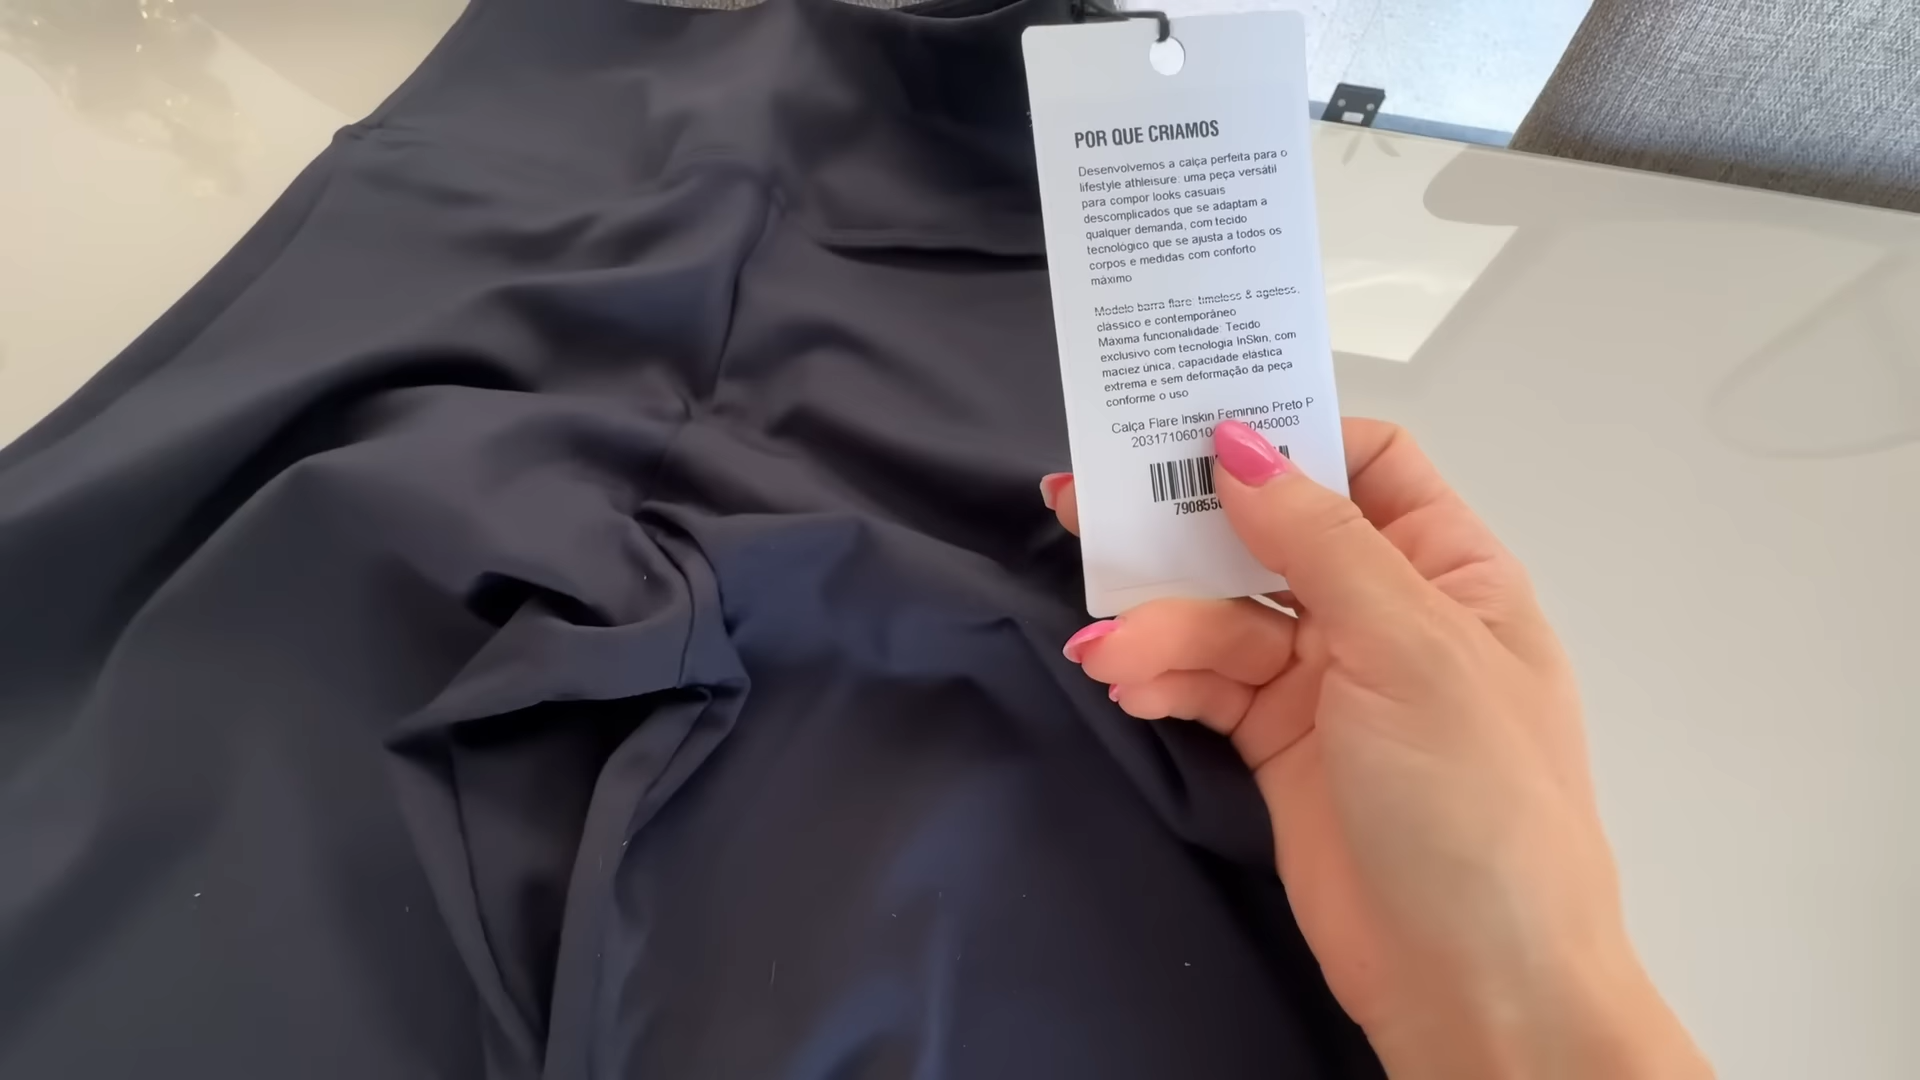 POR QUE CRIAMOS
Desenvolvemos a calça perfeita para o
lifestyle athleisure: uma peça versátil
para compor looks casuais
descomplicados que se adaptam a
qualquer demanda, com tecido
tecnológico que se ajusta a todos os
corpos e medidas com conforto
máximo
Modelo barra flare: timeless & ageless,
clássico e contemporâneo
Máxima funcionalidade: Tecido
exclusivo com tecnologia InSkin, com
maciez única, capacidade elástica
extrema e sem deformação da peça
conforme o uso
Calça Flare Inskin Feminino Preto P